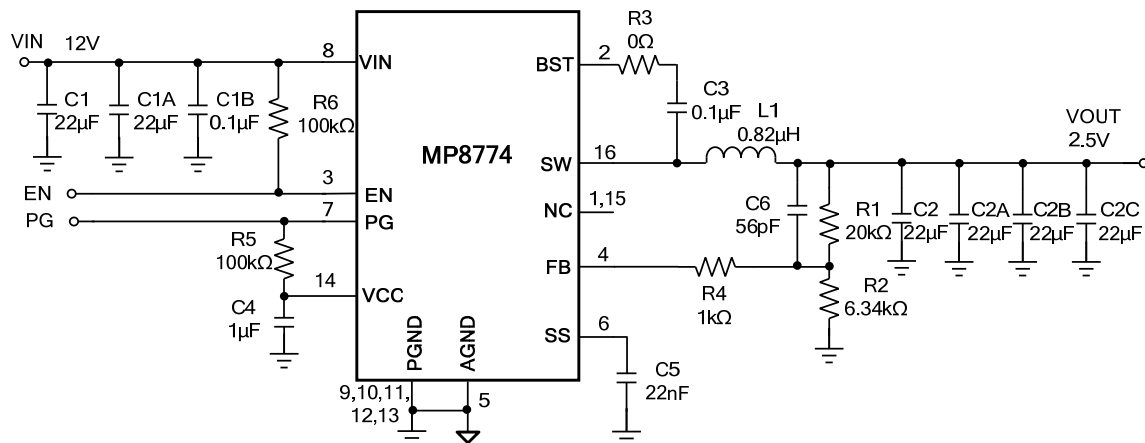 VIN 12V
C1
22µF
C1A
22µF
C1B
0.1µF
R6
100kΩ
EN
PG
R5
100kΩ
C4
1µF
8
VIN
3
EN
7
PG
14
VCC
MP8774
PGND
AGND
9,10,11,
12,13
5
BST
2
R3
0Ω
C3
0.1µF
SW
16
L1
0.82µH
NC
1,15
FB
4
R4
1kΩ
SS
6
C5
22nF
C6
56pF
R1
20kΩ
R2
6.34kΩ
C2
22µF
C2A
22µF
C2B
22µF
C2C
22µF
VOUT
2.5V